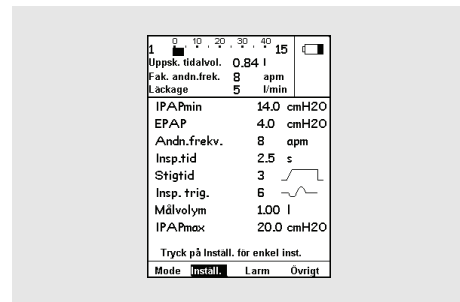 0 10 20 30 40
1 15
Uppsk. tidalvol. 0.84 l
Fak. andn.frek. 8 apm
Läckage 5 l/min
IPAPmin 14.0 cmH2O
EPAP 4.0 cmH2O
Andn.frekv. 8 apm
Insp.tid 2.5 s
Stigtid 3
Insp. trig. 6
Målvolym 1.00 l
IPAPmax 20.0 cmH2O
Tryck på Inställ. för enkel inst.
Mode Inställ. Larm Övrigt